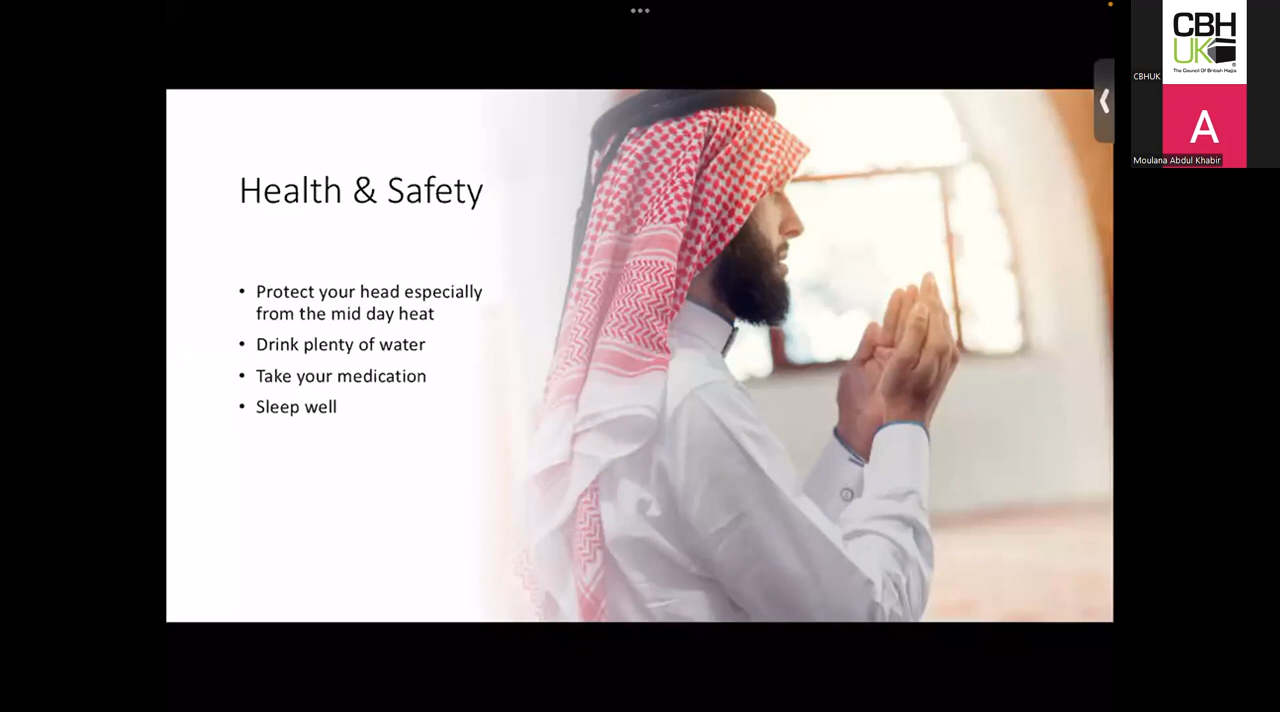 Health & Safety
• Protect your head especially
from the mid day heat
• Drink plenty of water
• Take your medication
• Sleep well
CBH
UK
The Council Of British Hajjis
CBHUK
A
Moulana Abdul Khabir